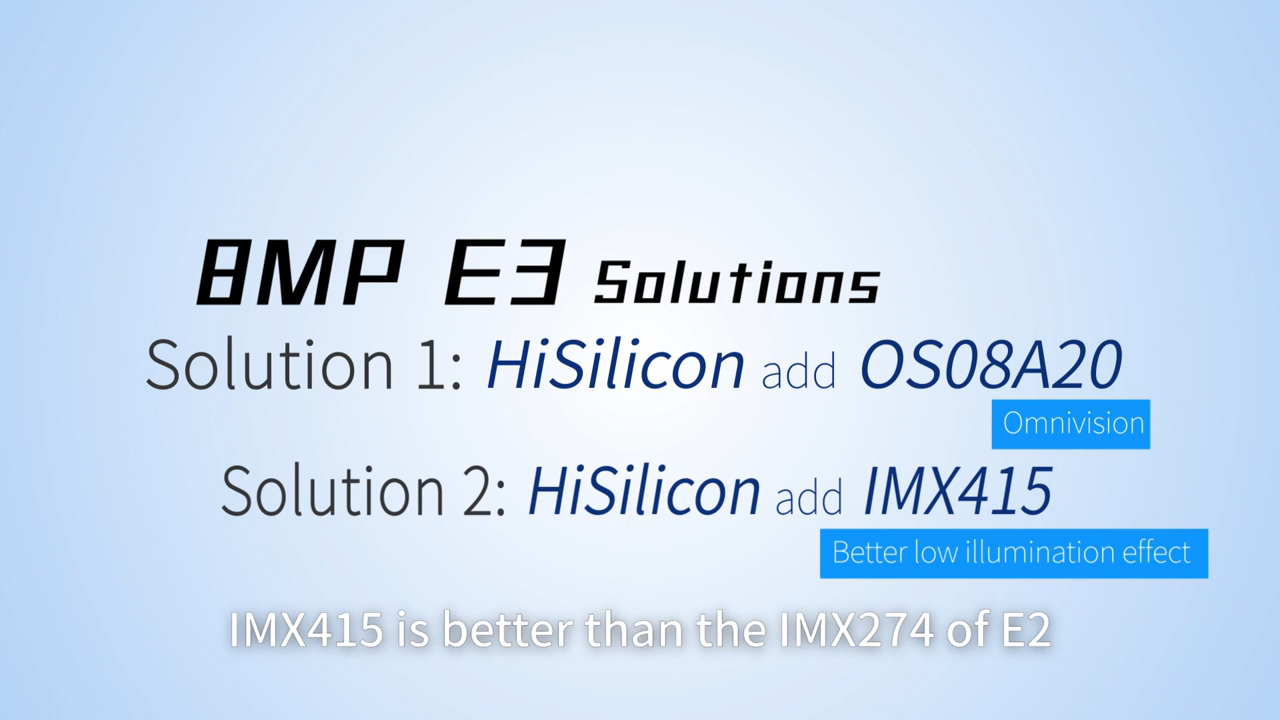 8MP E3 Solutions
Solution 1: HiSilicon add OS08A20
Omnivision
Solution 2: HiSilicon add IMX415
Better low illumination effect
IMX415 is better than the IMX274 of E2